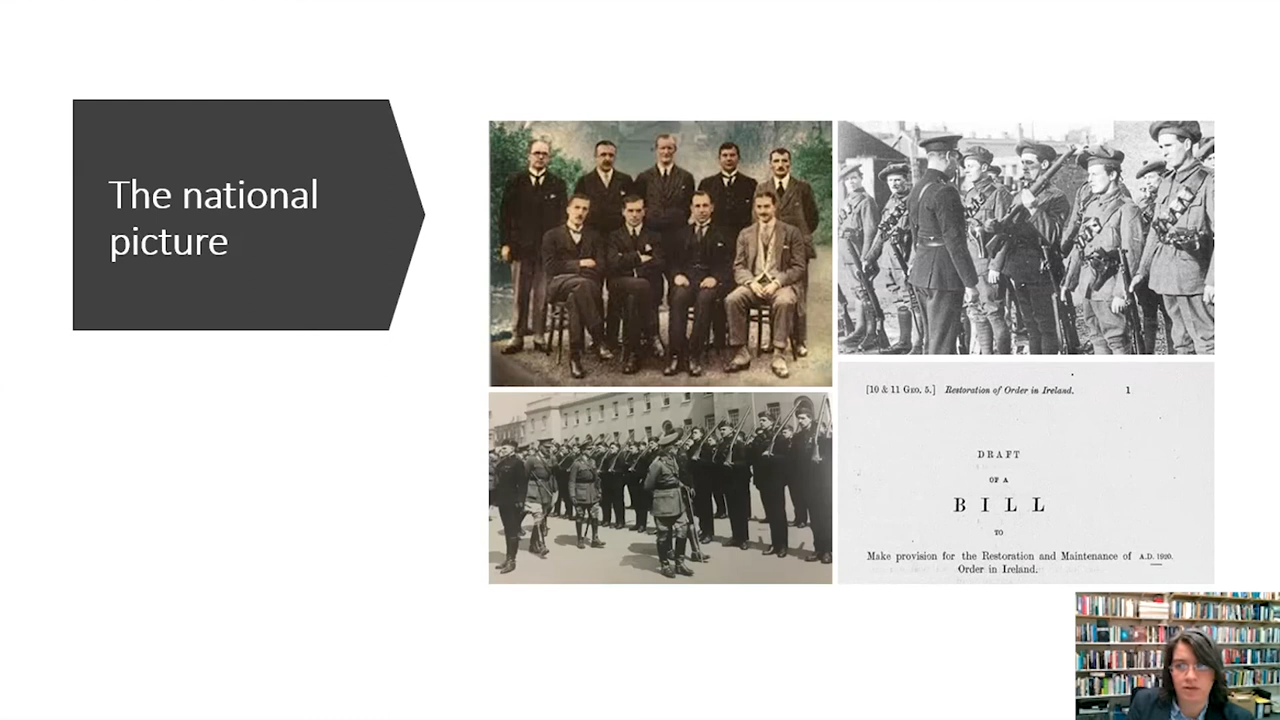 The national
picture
[10 & 11 GEO. 5.] Restoration of Order in Ireland. 1
DRAFT
OF A
BILL
TO
Make provision for the Restoration and Maintenance of A.D. 1920.
Order in Ireland.